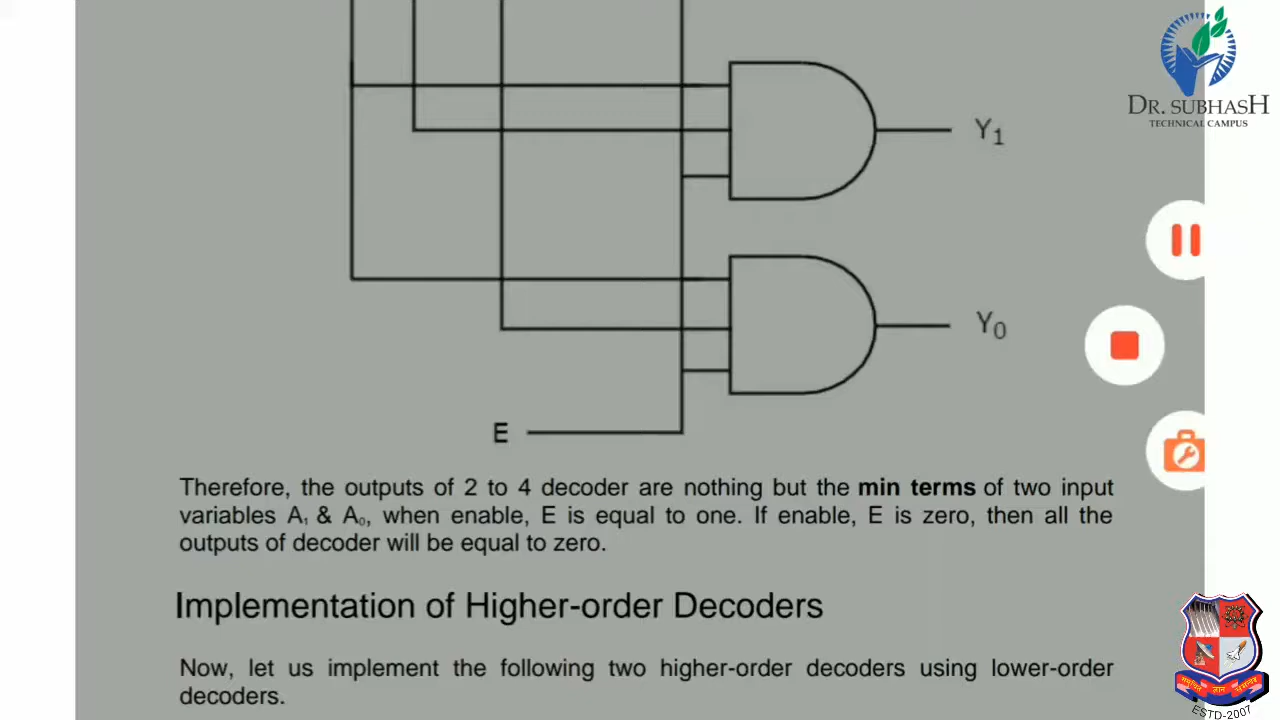 DR. SUBHASH
TECHNICAL CAMPUS
Y₁
Y₀
E
Therefore, the outputs of 2 to 4 decoder are nothing but the min terms of two input
variables A₁ & A₀, when enable, E is equal to one. If enable, E is zero, then all the
outputs of decoder will be equal to zero.
Implementation of Higher-order Decoders
Now, let us implement the following two higher-order decoders using lower-order
decoders.
ESTD-2007